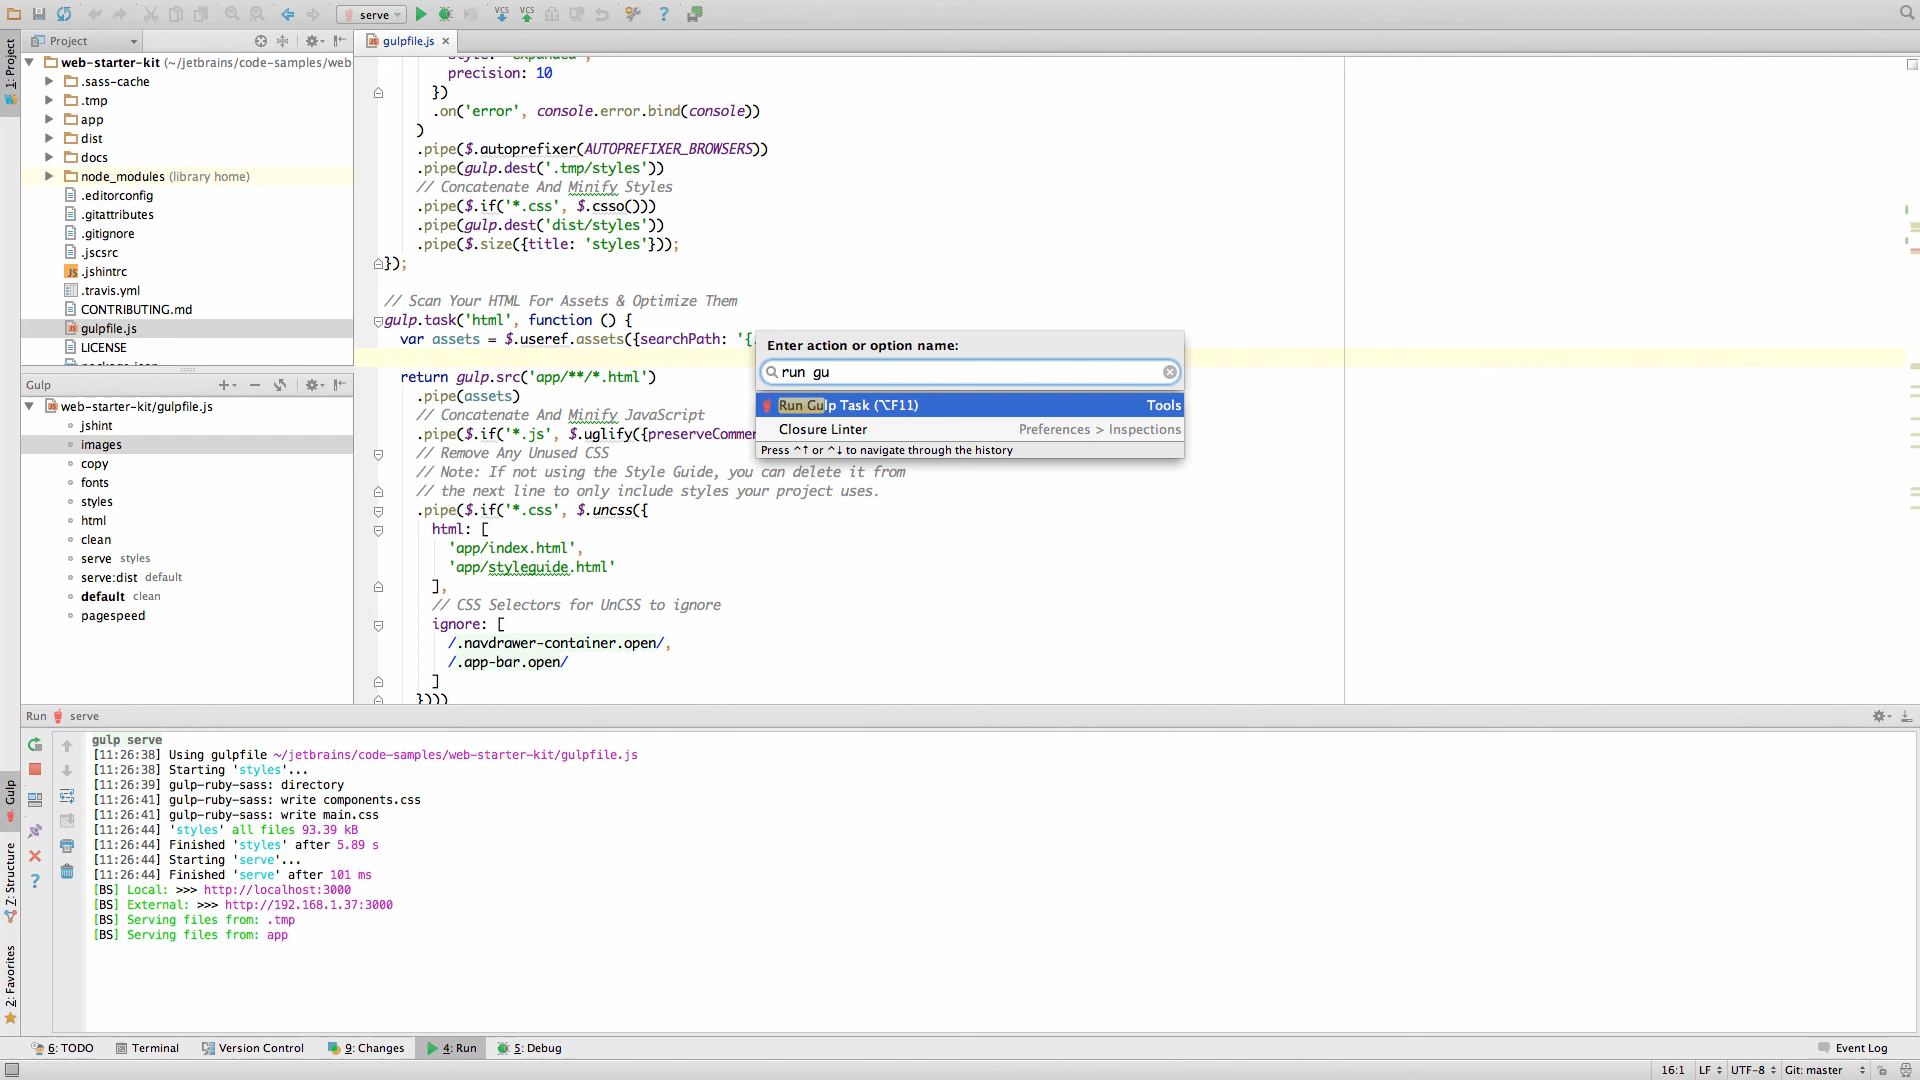 serve
VCS VCS
Project
gulpfile.js
1: Project
web-starter-kit (~/jetbrains/code-samples/web
.sass-cache
.tmp
app
dist
docs
node_modules (library home)
.editorconfig
.gitattributes
.gitignore
.jscsrc
.jshintrc
.travis.yml
CONTRIBUTING.md
gulpfile.js
LICENSE
Gulp
web-starter-kit/gulpfile.js
jshint
images
copy
fonts
styles
html
clean
serve styles
serve:dist default
default clean
pagespeed
precision: 10
})
.on('error', console.error.bind(console))
)
.pipe($.autoprefixer(AUTOPREFIXER_BROWSERS))
.pipe(gulp.dest('.tmp/styles'))
// Concatenate And Minify Styles
.pipe($.if('*.css', $.csso()))
.pipe(gulp.dest('dist/styles'))
.pipe($.size({title: 'styles'}));
});
// Scan Your HTML For Assets & Optimize Them
gulp.task('html', function () {
var assets = $.useref.assets({searchPath: '{
return gulp.src('app/**/*.html')
.pipe(assets)
// Concatenate And Minify JavaScript
.pipe($.if('*.js', $.uglify({preserveComme
// Remove Any Unused CSS
// Note: If not using the Style Guide, you can delete it from
// the next line to only include styles your project uses.
.pipe($.if('*.css', $.uncss({
html: [
'app/index.html',
'app/styleguide.html'
],
// CSS Selectors for UnCSS to ignore
ignore: [
/.navdrawer-container.open/,
/.app-bar.open/
]
})))
Enter action or option name:
run gu
Run Gulp Task (⌥F11) Tools
Closure Linter Preferences > Inspections
Press ^↑ or ^↓ to navigate through the history
Run serve
gulp serve
[11:26:38] Using gulpfile ~/jetbrains/code-samples/web-starter-kit/gulpfile.js
[11:26:38] Starting 'styles'...
[11:26:39] gulp-ruby-sass: directory
[11:26:41] gulp-ruby-sass: write components.css
[11:26:41] gulp-ruby-sass: write main.css
[11:26:44] 'styles' all files 93.39 kB
[11:26:44] Finished 'styles' after 5.89 s
[11:26:44] Starting 'serve'...
[11:26:44] Finished 'serve' after 101 ms
[BS] Local: >>> http://localhost:3000
[BS] External: >>> http://192.168.1.37:3000
[BS] Serving files from: .tmp
[BS] Serving files from: app
Gulp
Z: Structure
2: Favorites
6: TODO Terminal Version Control 9: Changes 4: Run 5: Debug Event Log
16:1 LF UTF-8 Git: master